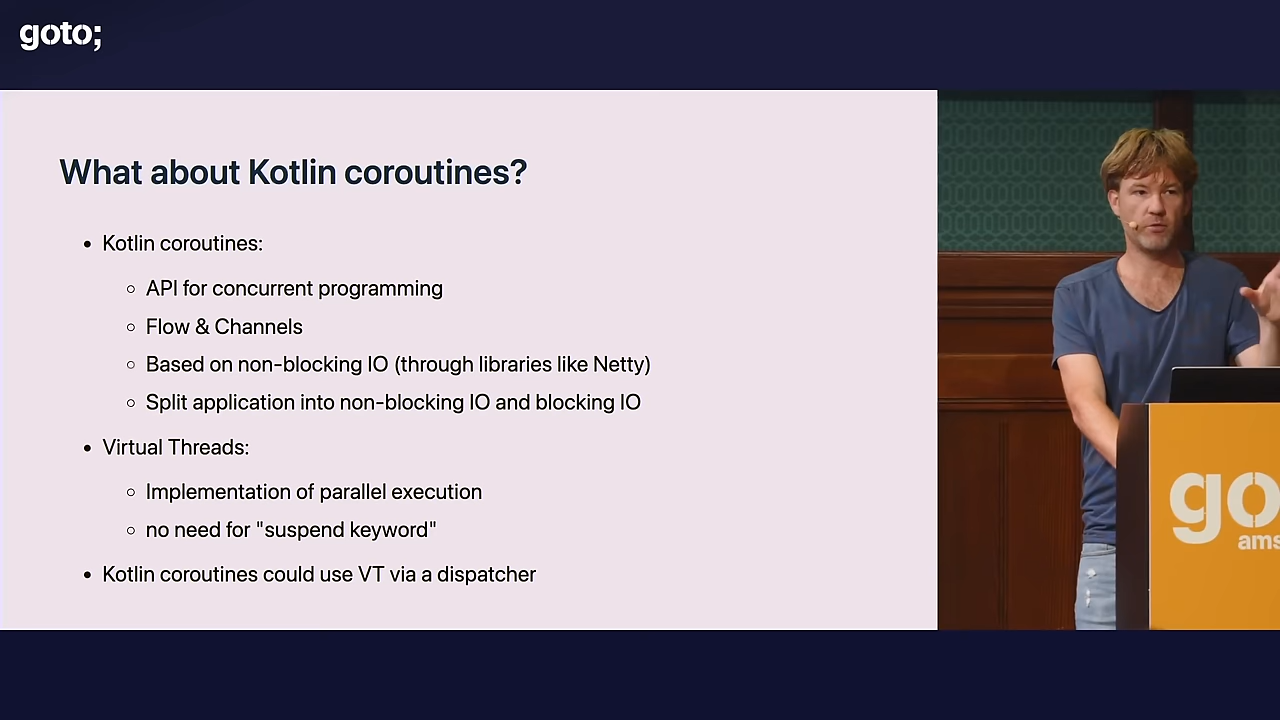 goto;
What about Kotlin coroutines?
• Kotlin coroutines:
◦ API for concurrent programming
◦ Flow & Channels
◦ Based on non-blocking IO (through libraries like Netty)
◦ Split application into non-blocking IO and blocking IO
• Virtual Threads:
◦ Implementation of parallel execution
◦ no need for "suspend keyword"
• Kotlin coroutines could use VT via a dispatcher
go
ams